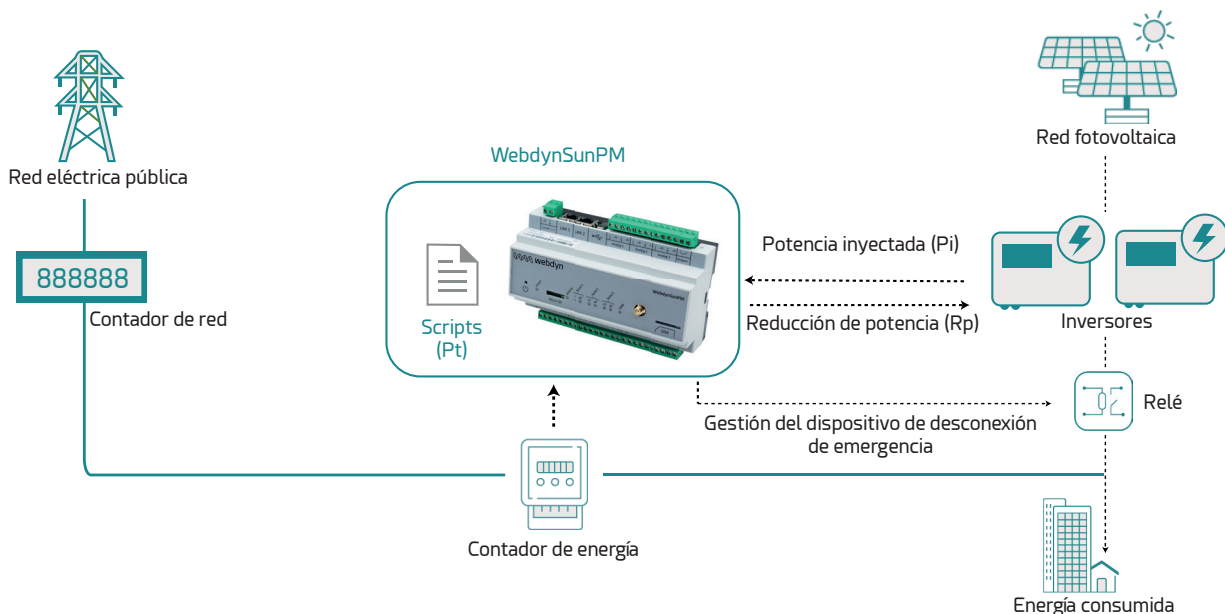 Red eléctrica pública
888888
Contador de red
WebdynSunPM
Scripts
(Pt)
webdyn
WebdynSunPM
Potencia inyectada (Pi)
Reducción de potencia (Rp)
Red fotovoltaica
Inversores
Relé
Gestión del dispositivo de desconexión
de emergencia
Contador de energía
Energía consumida